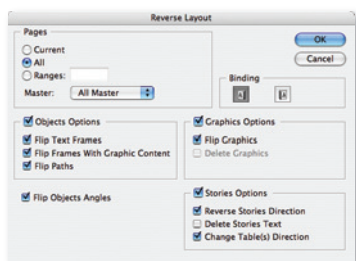 Reverse Layout
Pages
Current
All
Ranges:
Master: All Master
OK
Cancel
Binding
Objects Options
Flip Text Frames
Flip Frames With Graphic Content
Flip Paths
Graphics Options
Flip Graphics
Delete Graphics
Flip Objects Angles
Stories Options
Reverse Stories Direction
Delete Stories Text
Change Table(s) Direction